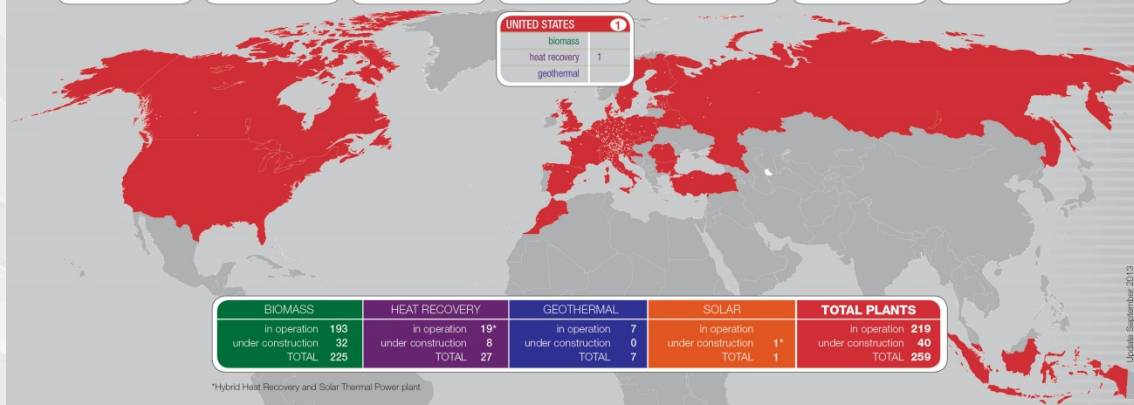 UNITED STATES 1
biomass
heat recovery 1
geothermal
BIOMASS
in operation 193
under construction 32
TOTAL 225
HEAT RECOVERY
in operation 19*
under construction 8
TOTAL 27
GEOTHERMAL
in operation 7
under construction 0
TOTAL 7
SOLAR
in operation
under construction 1*
TOTAL 1
TOTAL PLANTS
in operation 219
under construction 40
TOTAL 259
*Hybrid Heat Recovery and Solar Thermal Power plant
Update September 2013